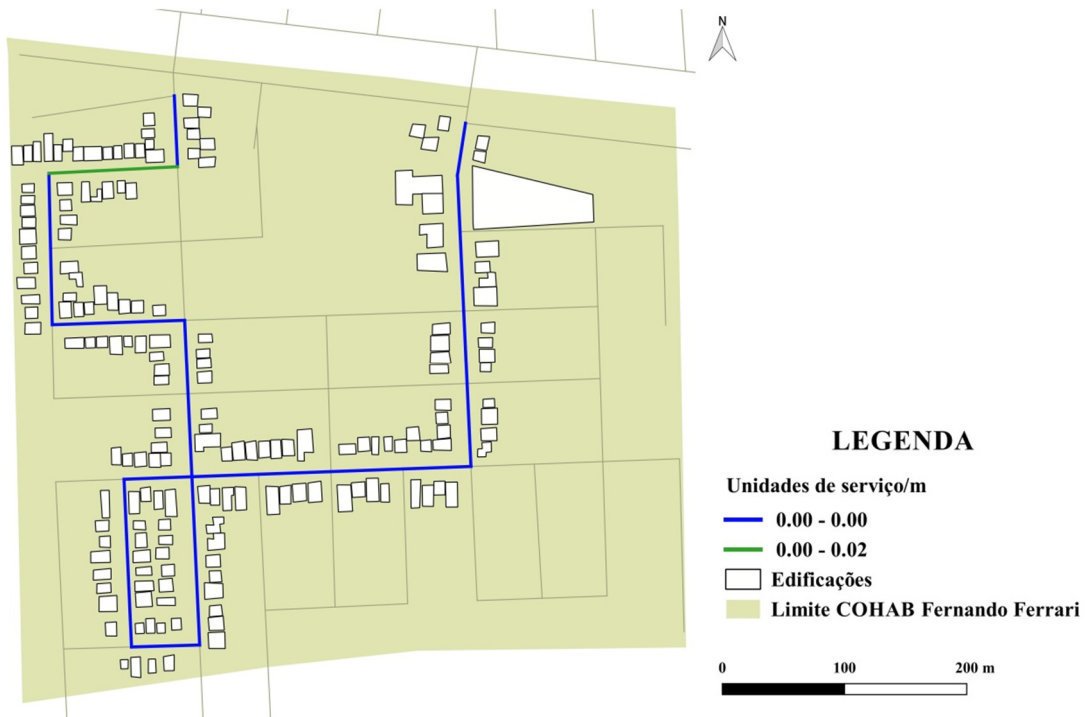 N
LEGENDA
Unidades de serviço/m
0.00 - 0.00
0.00 - 0.02
Edificações
Limite COHAB Fernando Ferrari
0 100 200 m